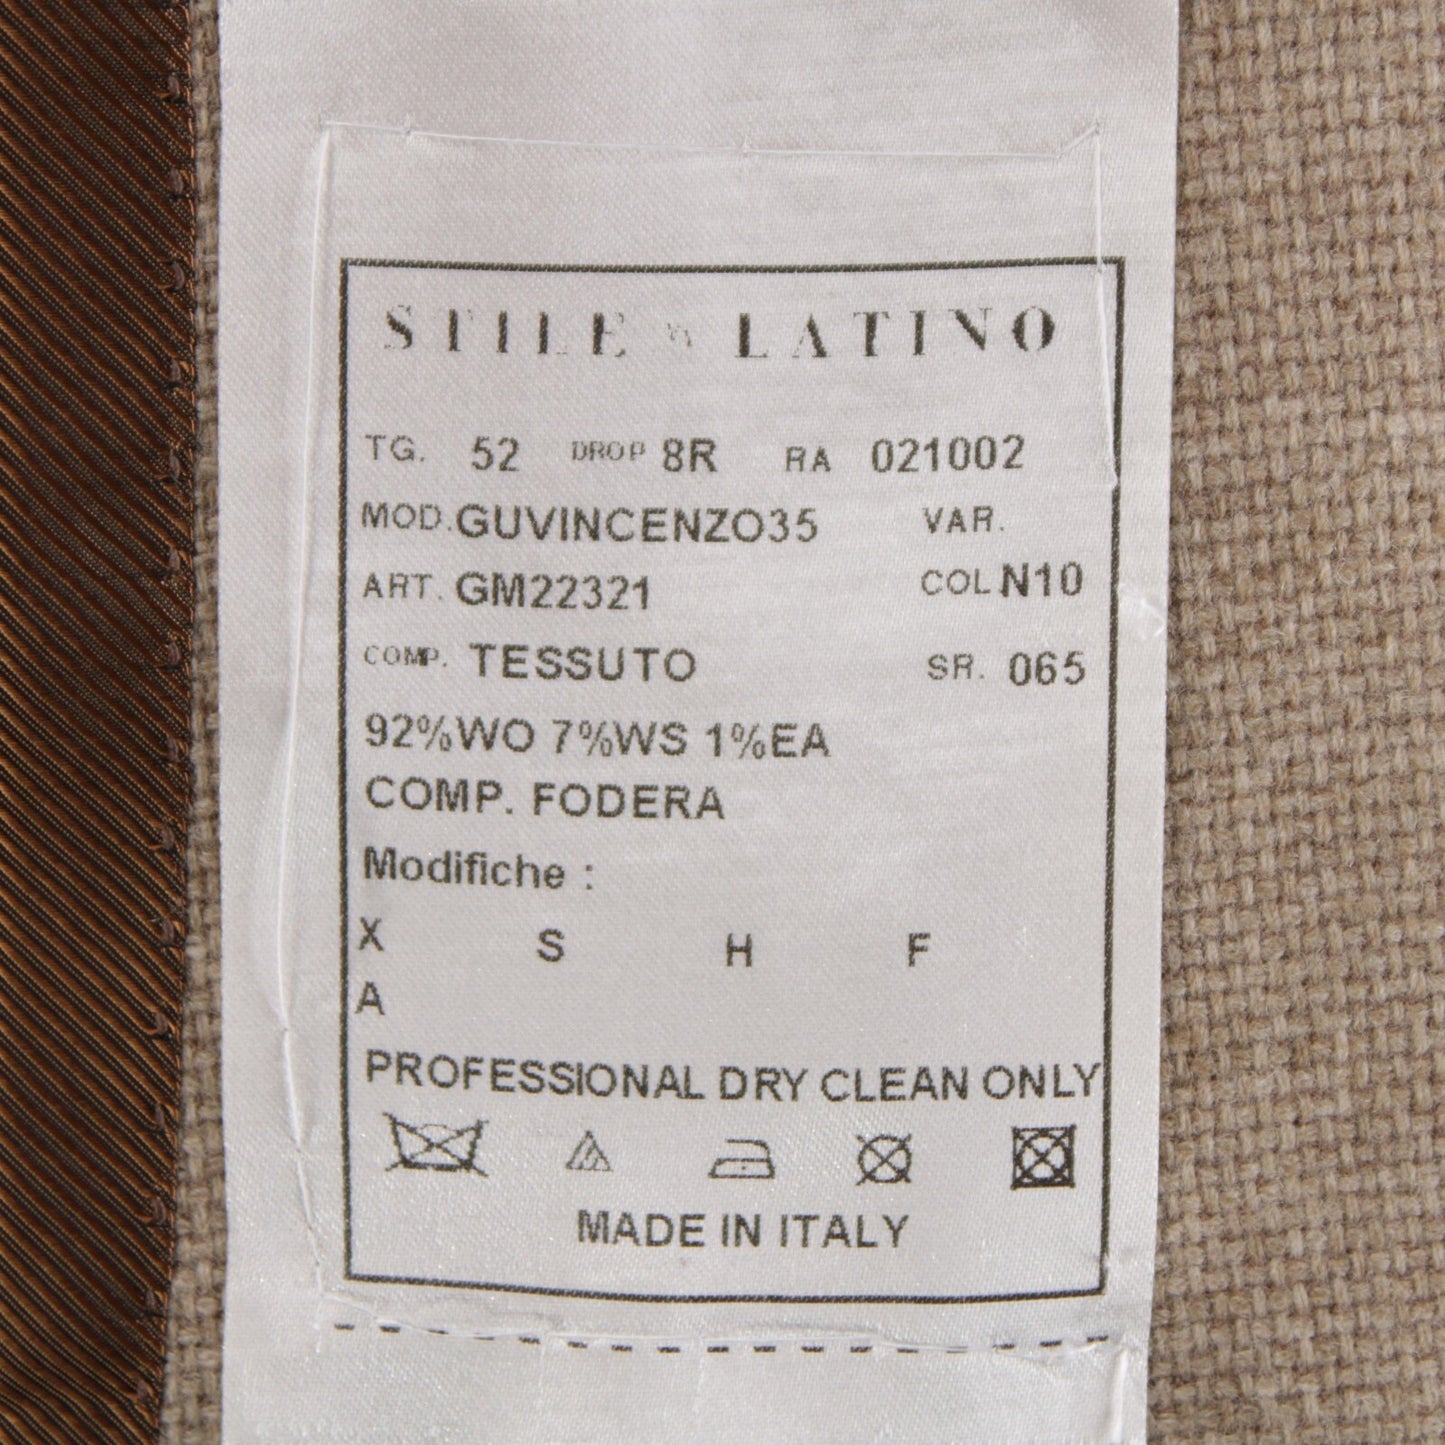 STILE LATINO
TG. 52 DROP 8R RA 021002
MOD. GUVINCENZO35 VAR.
ART. GM22321 COL N10
COMP. TESSUTO SR. 065
92%WO 7%WS 1%EA
COMP. FODERA
Modifiche :
X S H F
A
PROFESSIONAL DRY CLEAN ONLY
MADE IN ITALY